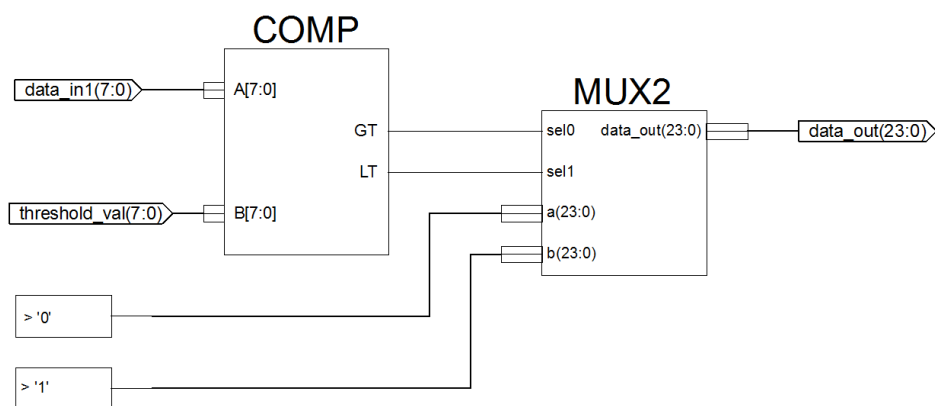 COMP
data_in1(7:0)
A[7:0]
GT
LT
threshold_val(7:0)
B[7:0]
MUX2
sel0
data_out(23:0)
data_out(23:0)
sel1
a(23:0)
b(23:0)
> '0'
> '1'